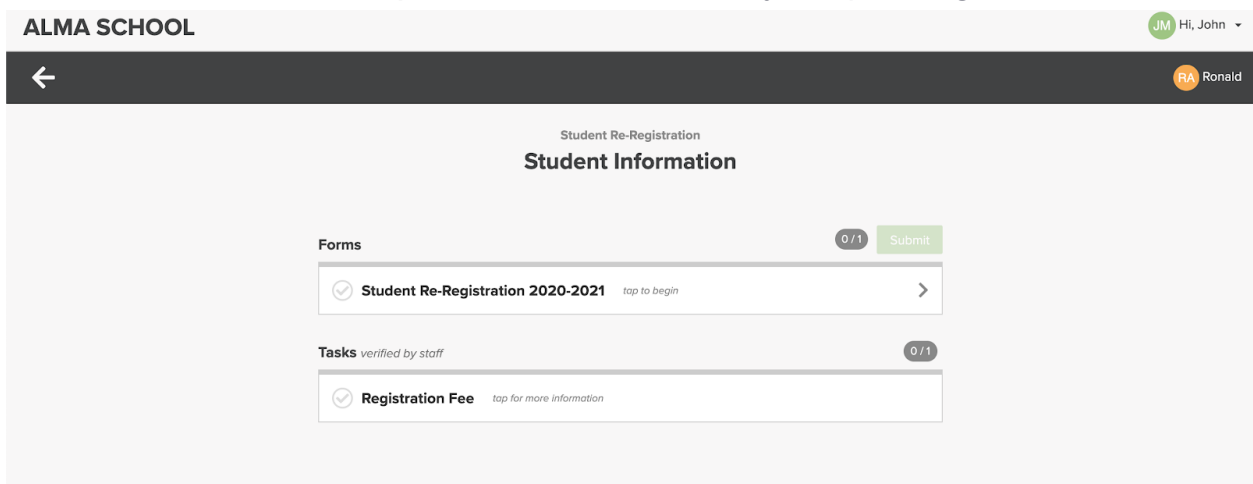 ALMA SCHOOL
JM Hi, John
RA Ronald
Student Re-Registration
Student Information
Forms 0 / 1 Submit
Student Re-Registration 2020-2021 tap to begin
Tasks verified by staff 0 / 1
Registration Fee tap for more information